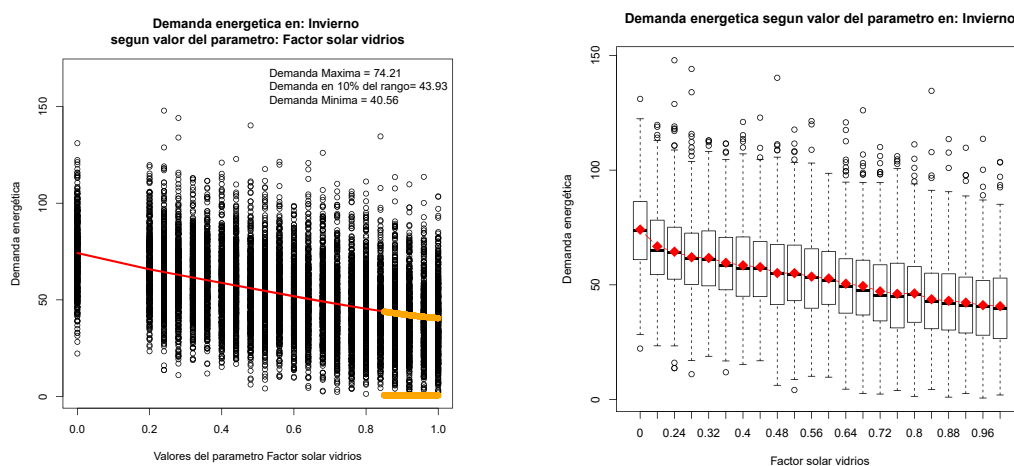 Demanda energetica en: Invierno
segun valor del parametro: Factor solar vidrios
Demanda Maxima = 74.21
Demanda en 10% del rango= 43.93
Demanda Minima = 40.56
Demanda energética
150
100
50
0
0.0 0.2 0.4 0.6 0.8 1.0
Valores del parametro Factor solar vidrios
Demanda energetica segun valor del parametro en: Invierno
Demanda energética
150
100
50
0
0 0.24 0.32 0.4 0.48 0.56 0.64 0.72 0.8 0.88 0.96
Factor solar vidrios